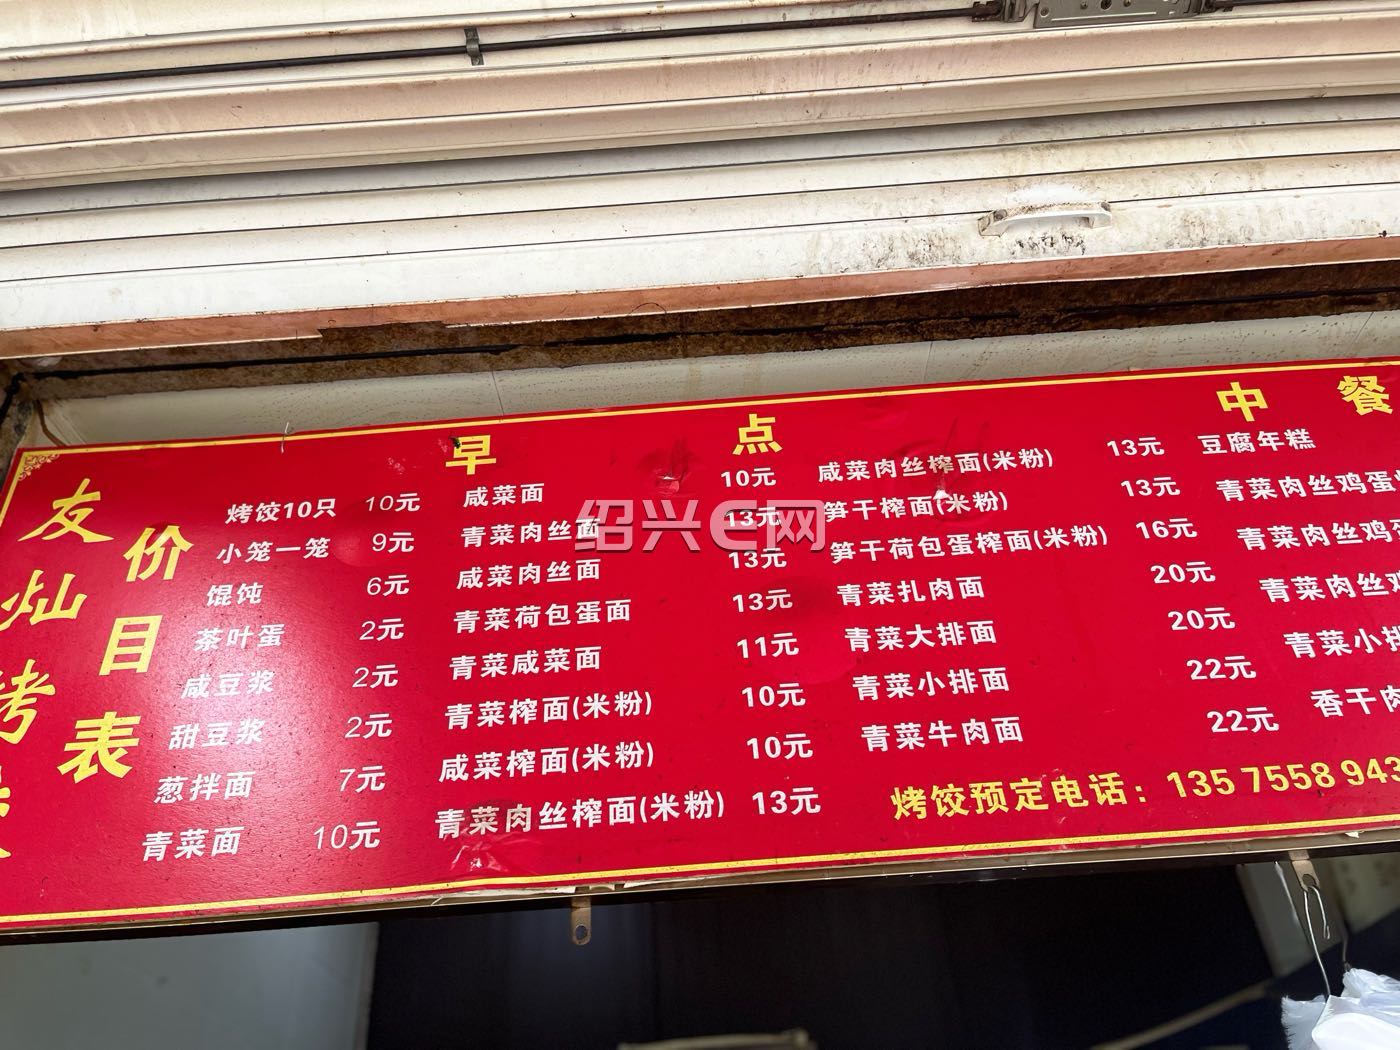 友灿烤
价目表
早点
烤饺10只 10元
小笼一笼 9元
馄饨 6元
茶叶蛋 2元
咸豆浆 2元
甜豆浆 2元
葱拌面 7元
青菜面 10元
咸菜面 10元
青菜肉丝面 13元
咸菜肉丝面 13元
青菜荷包蛋面 13元
青菜咸菜面 11元
青菜榨面(米粉) 10元
咸菜榨面(米粉) 10元
青菜肉丝榨面(米粉) 13元
咸菜肉丝榨面(米粉) 13元
笋干榨面(米粉) 13元
笋干荷包蛋榨面(米粉) 16元
青菜扎肉面 20元
青菜大排面 20元
青菜小排面 22元
青菜牛肉面 22元
中餐
豆腐年糕
青菜肉丝鸡蛋
青菜肉丝鸡蛋
青菜肉丝鸡
青菜小排
香干肉
烤饺预定电话：135 7558 943
绍兴e网